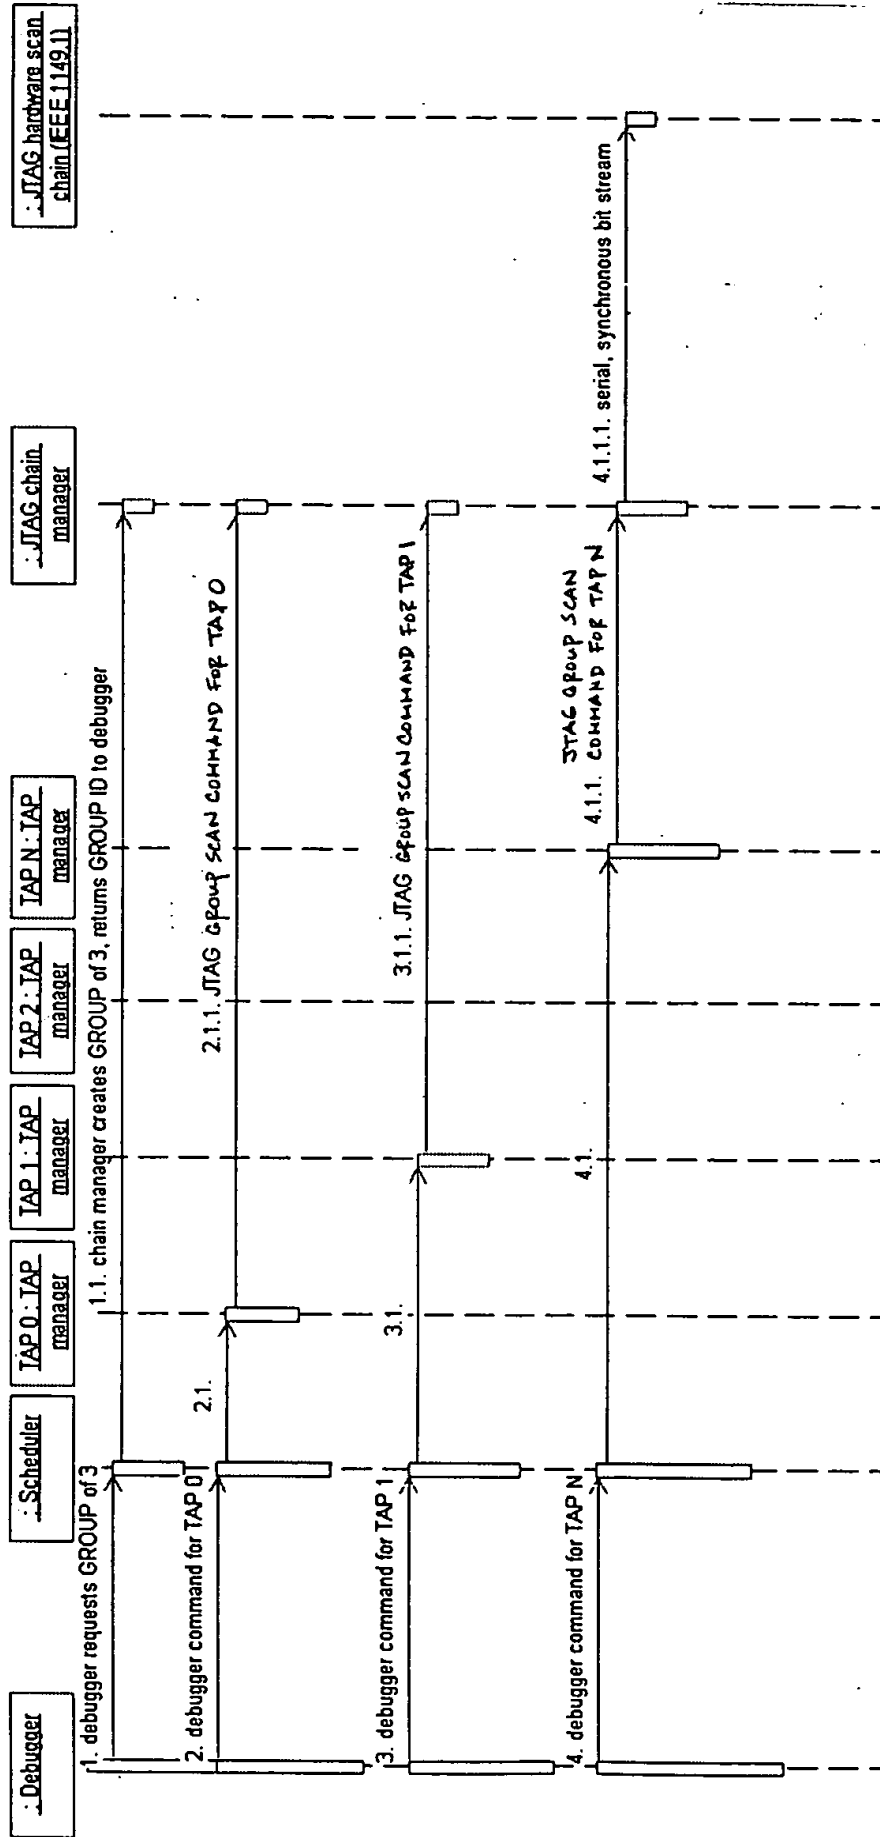 : Debugger
: Scheduler
TAP 0 : TAP
manager
TAP 1 : TAP
manager
TAP 2 : TAP
manager
TAP N : TAP
manager
: JTAG chain
manager
: JTAG hardware scan
chain (EEE 1149.1)
1. debugger requests GROUP of 3
1.1. chain manager creates GROUP of 3, returns GROUP ID to debugger
2. debugger command for TAP 0
2.1.
2.1.1. JTAG GROUP SCAN COMMAND FOR TAP 0
3. debugger command for TAP 1
3.1.
3.1.1. JTAG GROUP SCAN COMMAND FOR TAP 1
4. debugger command for TAP N
4.1.
JTAG GROUP SCAN
4.1.1. COMMAND FOR TAP N
4.1.1.1. serial, synchronous bit stream